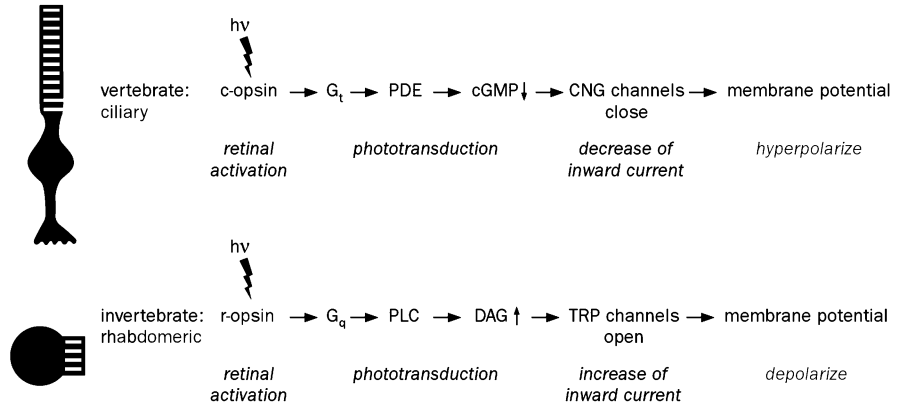 hν
vertebrate: c-opsin → Gt → PDE → cGMP↓ → CNG channels → membrane potential
ciliary close
retinal phototransduction decrease of hyperpolarize
activation inward current
hν
invertebrate: r-opsin → Gq → PLC → DAG↑ → TRP channels → membrane potential
rhabdomeric open
retinal phototransduction increase of depolarize
activation inward current